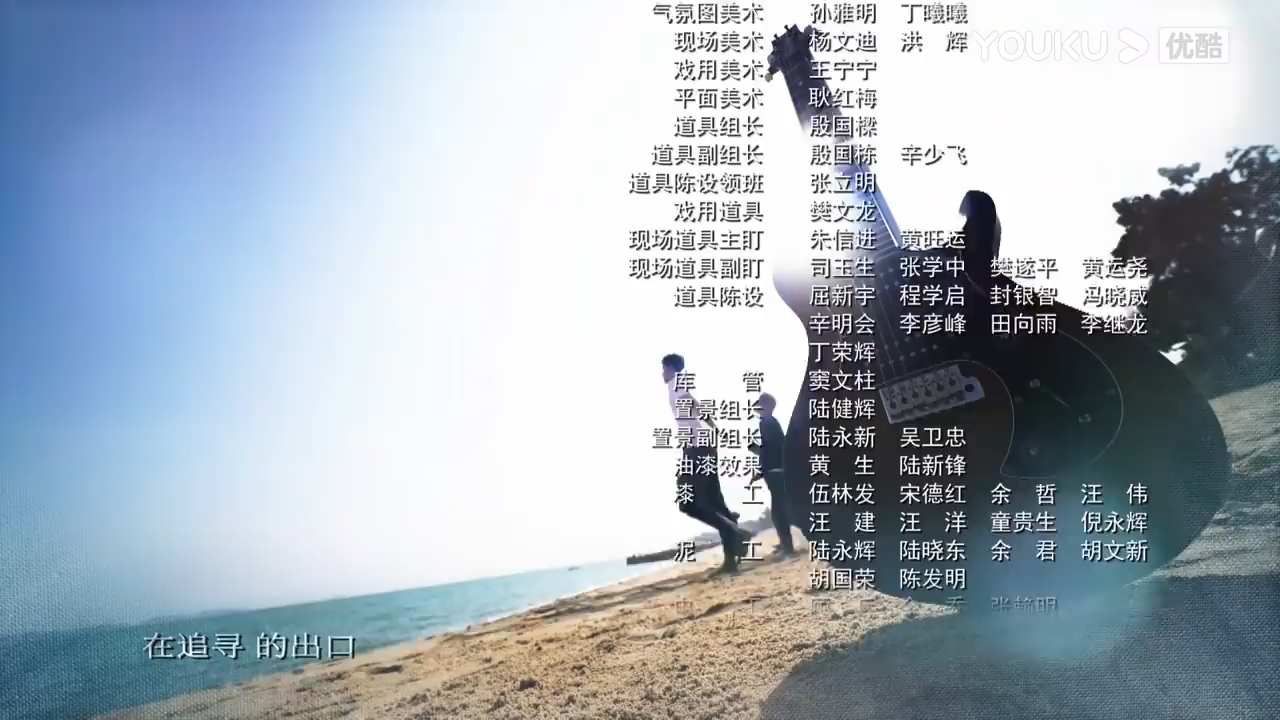 气氛图美术 孙雅明 丁曦曦
现场美术 杨文迪 洪 辉
YOUKU 优酷
戏用美术 王宁宁
平面美术 耿红梅
道具组长 殷国樑
道具副组长 殷国栋 辛少飞
道具陈设领班 张立明
戏用道具 樊文龙
现场道具主盯 朱信进 黄旺运
现场道具副盯 司玉生 张学中 樊遂平 黄运尧
道具陈设 屈新宇 程学启 封银智 冯晓威
辛明会 李彦峰 田向雨 李继龙
丁荣辉
库 管 窦文柱
置景组长 陆健辉
置景副组长 陆永新 吴卫忠
油漆效果 黄 生 陆新锋
漆 工 伍林发 宋德红 余 哲 汪 伟
汪 建 汪 洋 童贵生 倪永辉
泥 工 陆永辉 陆晓东 余 君 胡文新
胡国荣 陈发明
在追寻 的出口